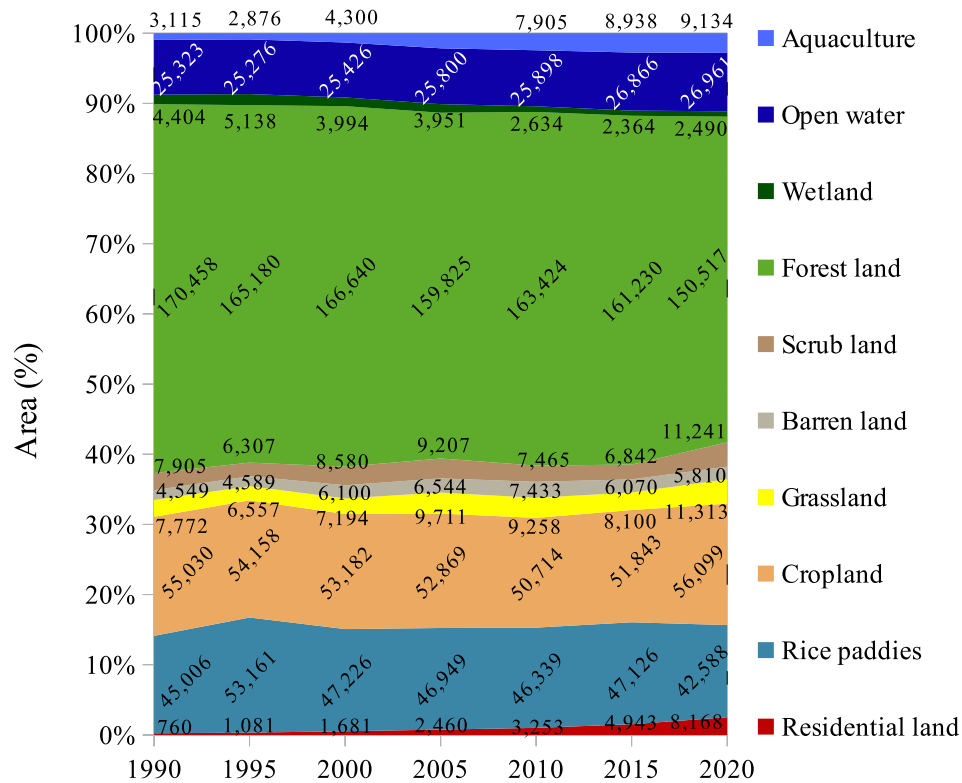 3,115 2,876 4,300 7,905 8,938 9,134
100%
Aquaculture
25,323 25,276 25,426 25,800 25,898 26,866 26,961
Open water
90%
4,404 5,138 3,994 3,951 2,634 2,364 2,490
80%
Wetland
70%
Forest land
170,458 165,180 166,640 159,825 163,424 161,230 150,517
60%
Scrub land
50%
Area (%)
Barren land
40%
7,905 6,307 8,580 9,207 7,465 6,842 11,241
4,549 4,589 6,100 6,544 7,433 6,070 5,810
Grassland
7,772 6,557 7,194 9,711 9,258 8,100 11,313
30%
55,030 54,158 53,182 52,869 50,714 51,843 56,099
Cropland
20%
Rice paddies
45,006 53,161 47,226 46,949 46,339 47,126 42,588
10%
760 1,081 1,681 2,460 3,253 4,943 8,168
Residential land
0%
1990 1995 2000 2005 2010 2015 2020